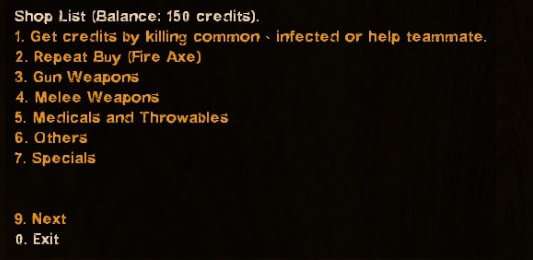 Shop List (Balance: 150 credits).
1. Get credits by killing common、infected or help teammate.
2. Repeat Buy (Fire Axe)
3. Gun Weapons
4. Melee Weapons
5. Medicals and Throwables
6. Others
7. Specials
9. Next
0. Exit